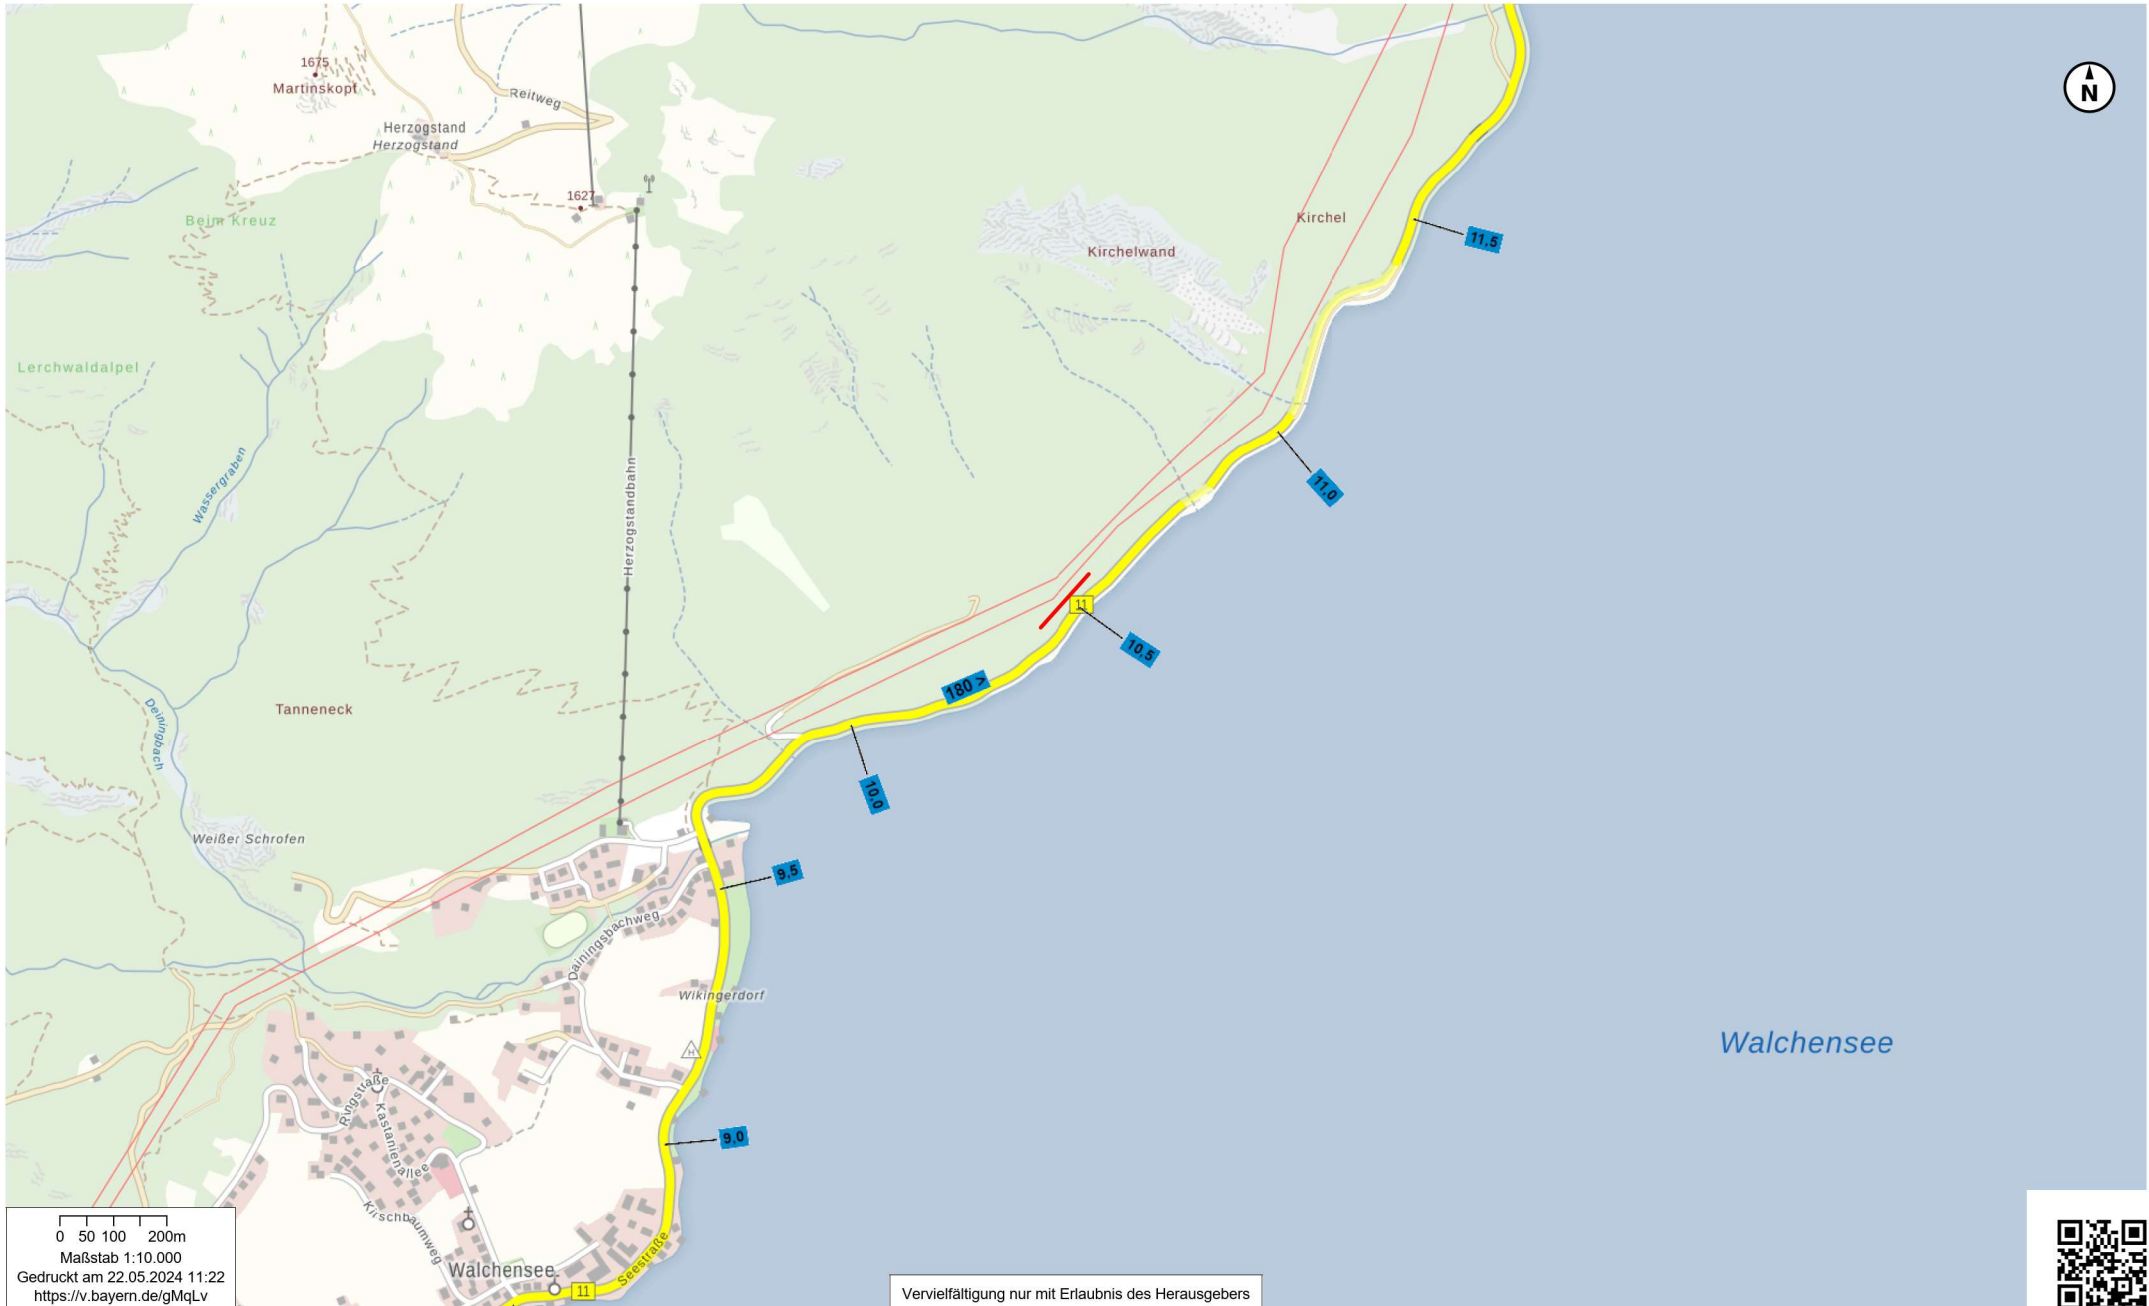 1675
Martinskopf
Reitweg
Herzogstand
Herzogstand
N
1627
Beim Kreuz
Kirchel
11,5
Kirchelwand
Lerchwaldalpel
Wassergraben
11,0
Herzogstandbahn
11
10,5
180 >
Tanneneck
Deiningbach
10,0
Weißer Schrofen
9,5
Dainingsbachweg
Wikingerdorf
H
Walchensee
Ringstraße
Kastanienallee
9,0
Kirschbaumweg
Seestraße
Walchensee
11
0 50 100 200m
Maßstab 1:10.000
Gedruckt am 22.05.2024 11:22
https://v.bayern.de/gMqLv
Vervielfältigung nur mit Erlaubnis des Herausgebers